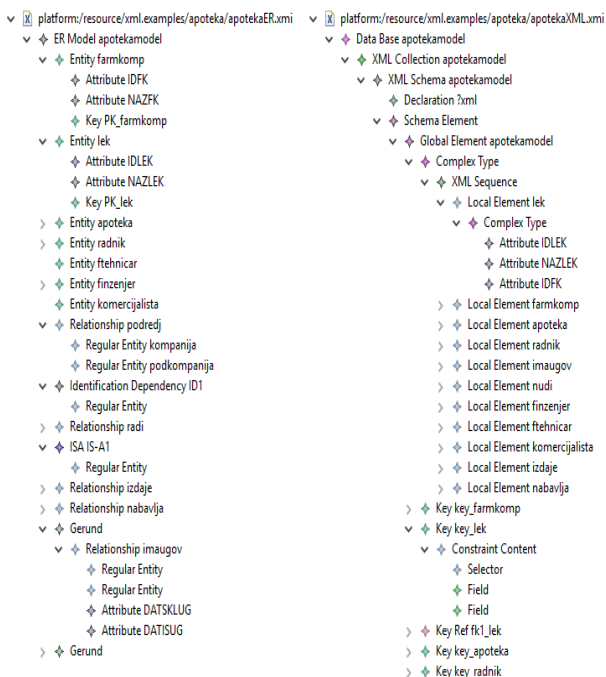 platform:/resource/xml.examples/apoteka/apotekaER.xmi
ER Model apotekamodel
Entity farmkomp
Attribute IDFK
Attribute NAZFK
Key PK_farmkomp
Entity lek
Attribute IDLEK
Attribute NAZLEK
Key PK_lek
Entity apoteka
Entity radnik
Entity ftehnicar
Entity finzenjer
Entity komercijalista
Relationship podredj
Regular Entity kompanija
Regular Entity podkompanija
Identification Dependency ID1
Regular Entity
Relationship radi
ISA IS-A1
Regular Entity
Relationship izdaje
Relationship nabavlja
Gerund
Relationship imaugov
Regular Entity
Regular Entity
Attribute DATSKLUG
Attribute DATISUG
Gerund
platform:/resource/xml.examples/apoteka/apotekaXML.xmi
Data Base apotekamodel
XML Collection apotekamodel
XML Schema apotekamodel
Declaration ?xml
Schema Element
Global Element apotekamodel
Complex Type
XML Sequence
Local Element lek
Complex Type
Attribute IDLEK
Attribute NAZLEK
Attribute IDFK
Local Element farmkomp
Local Element apoteka
Local Element radnik
Local Element imaugov
Local Element nudi
Local Element finzenjer
Local Element ftehnicar
Local Element komercijalista
Local Element izdaje
Local Element nabavlja
Key key_farmkomp
Key key_lek
Constraint Content
Selector
Field
Field
Key Ref fk1_lek
Key key_apoteka
Key key_radnik